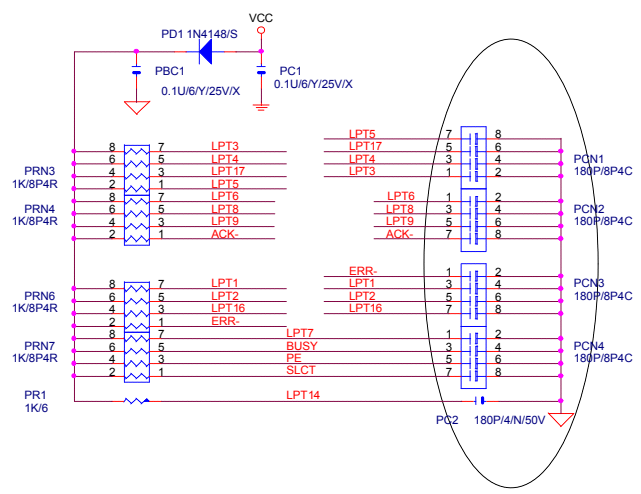 VCC
PD1 1N4148/S
PBC1
PC1
0.1U/6/Y/25V/X
0.1U/6/Y/25V/X
LPT5
7 8
8 7 LPT3
LPT17
5 6
6 5 LPT4
LPT4
3 4
PCN1
PRN3
4 3 LPT17
LPT3
1 2
180P/8P4C
1K/8P4R
2 1 LPT5
8 7 LPT6
LPT6
1 2
PRN4
6 5 LPT8
LPT8
3 4
PCN2
1K/8P4R
4 3 LPT9
LPT9
5 6
180P/8P4C
2 1 ACK-
ACK-
7 8
ERR-
1 2
8 7 LPT1
LPT1
3 4
PCN3
PRN6
6 5 LPT2
LPT2
5 6
180P/8P4C
1K/8P4R
4 3 LPT16
LPT16
7 8
2 1 ERR-
8 7 LPT7
1 2
PRN7
6 5 BUSY
3 4
PCN4
1K/8P4R
4 3 PE
5 6
180P/8P4C
2 1 SLCT
7 8
PR1
LPT14
1K/6
PC2
180P/4/N/50V